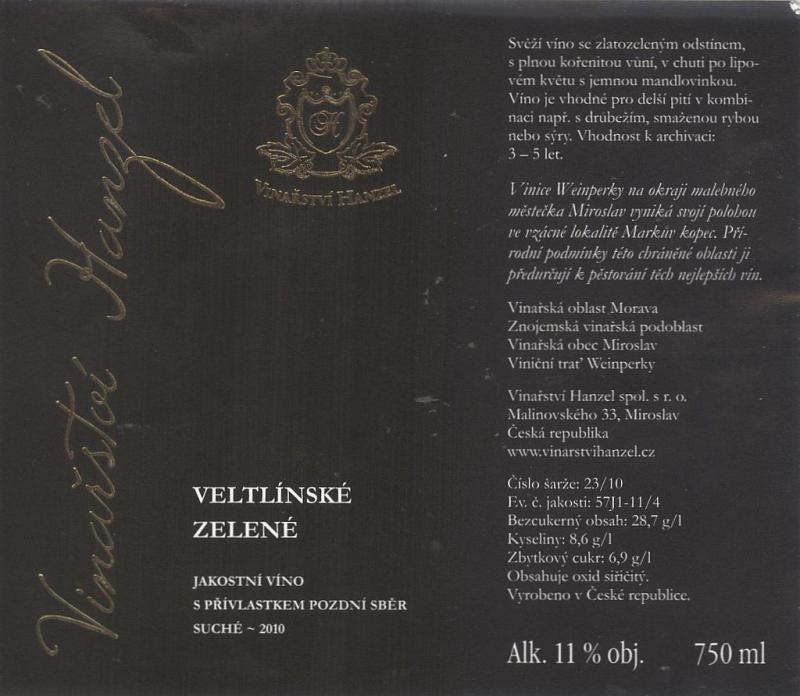 Vinařství Hanzel
H
VINAŘSTVÍ HANZEL
VELTLÍNSKÉ
ZELENÉ
JAKOSTNÍ VÍNO
S PŘÍVLASTKEM POZDNÍ SBĚR
SUCHÉ ~ 2010
Svěží víno se zlatozeleným odstínem,
s plnou kořenitou vůní, v chuti po lipo-
vém květu s jemnou mandlovinkou.
Víno je vhodné pro delší pití v kombi-
naci např. s drůbežím, smaženou rybou
nebo sýry. Vhodnost k archivaci:
3 – 5 let.
Vinice Weinperky na okraji malebného
městečka Miroslav vyniká svojí polohou
ve vzácné lokalitě Markův kopec. Pří-
rodní podmínky této chráněné oblasti ji
předurčují k pěstování těch nejlepších vín.
Vinařská oblast Morava
Znojemská vinařská podoblast
Vinařská obec Miroslav
Viniční trať Weinperky
Vinařství Hanzel spol. s r. o.
Malinovského 33, Miroslav
Česká republika
www.vinarstvihanzel.cz
Číslo šarže: 23/10
Ev. č. jakosti: 57J1-11/4
Bezcukerný obsah: 28,7 g/l
Kyseliny: 8,6 g/l
Zbytkový cukr: 6,9 g/l
Obsahuje oxid siřičitý.
Vyrobeno v České republice.
Alk. 11 % obj. 750 ml